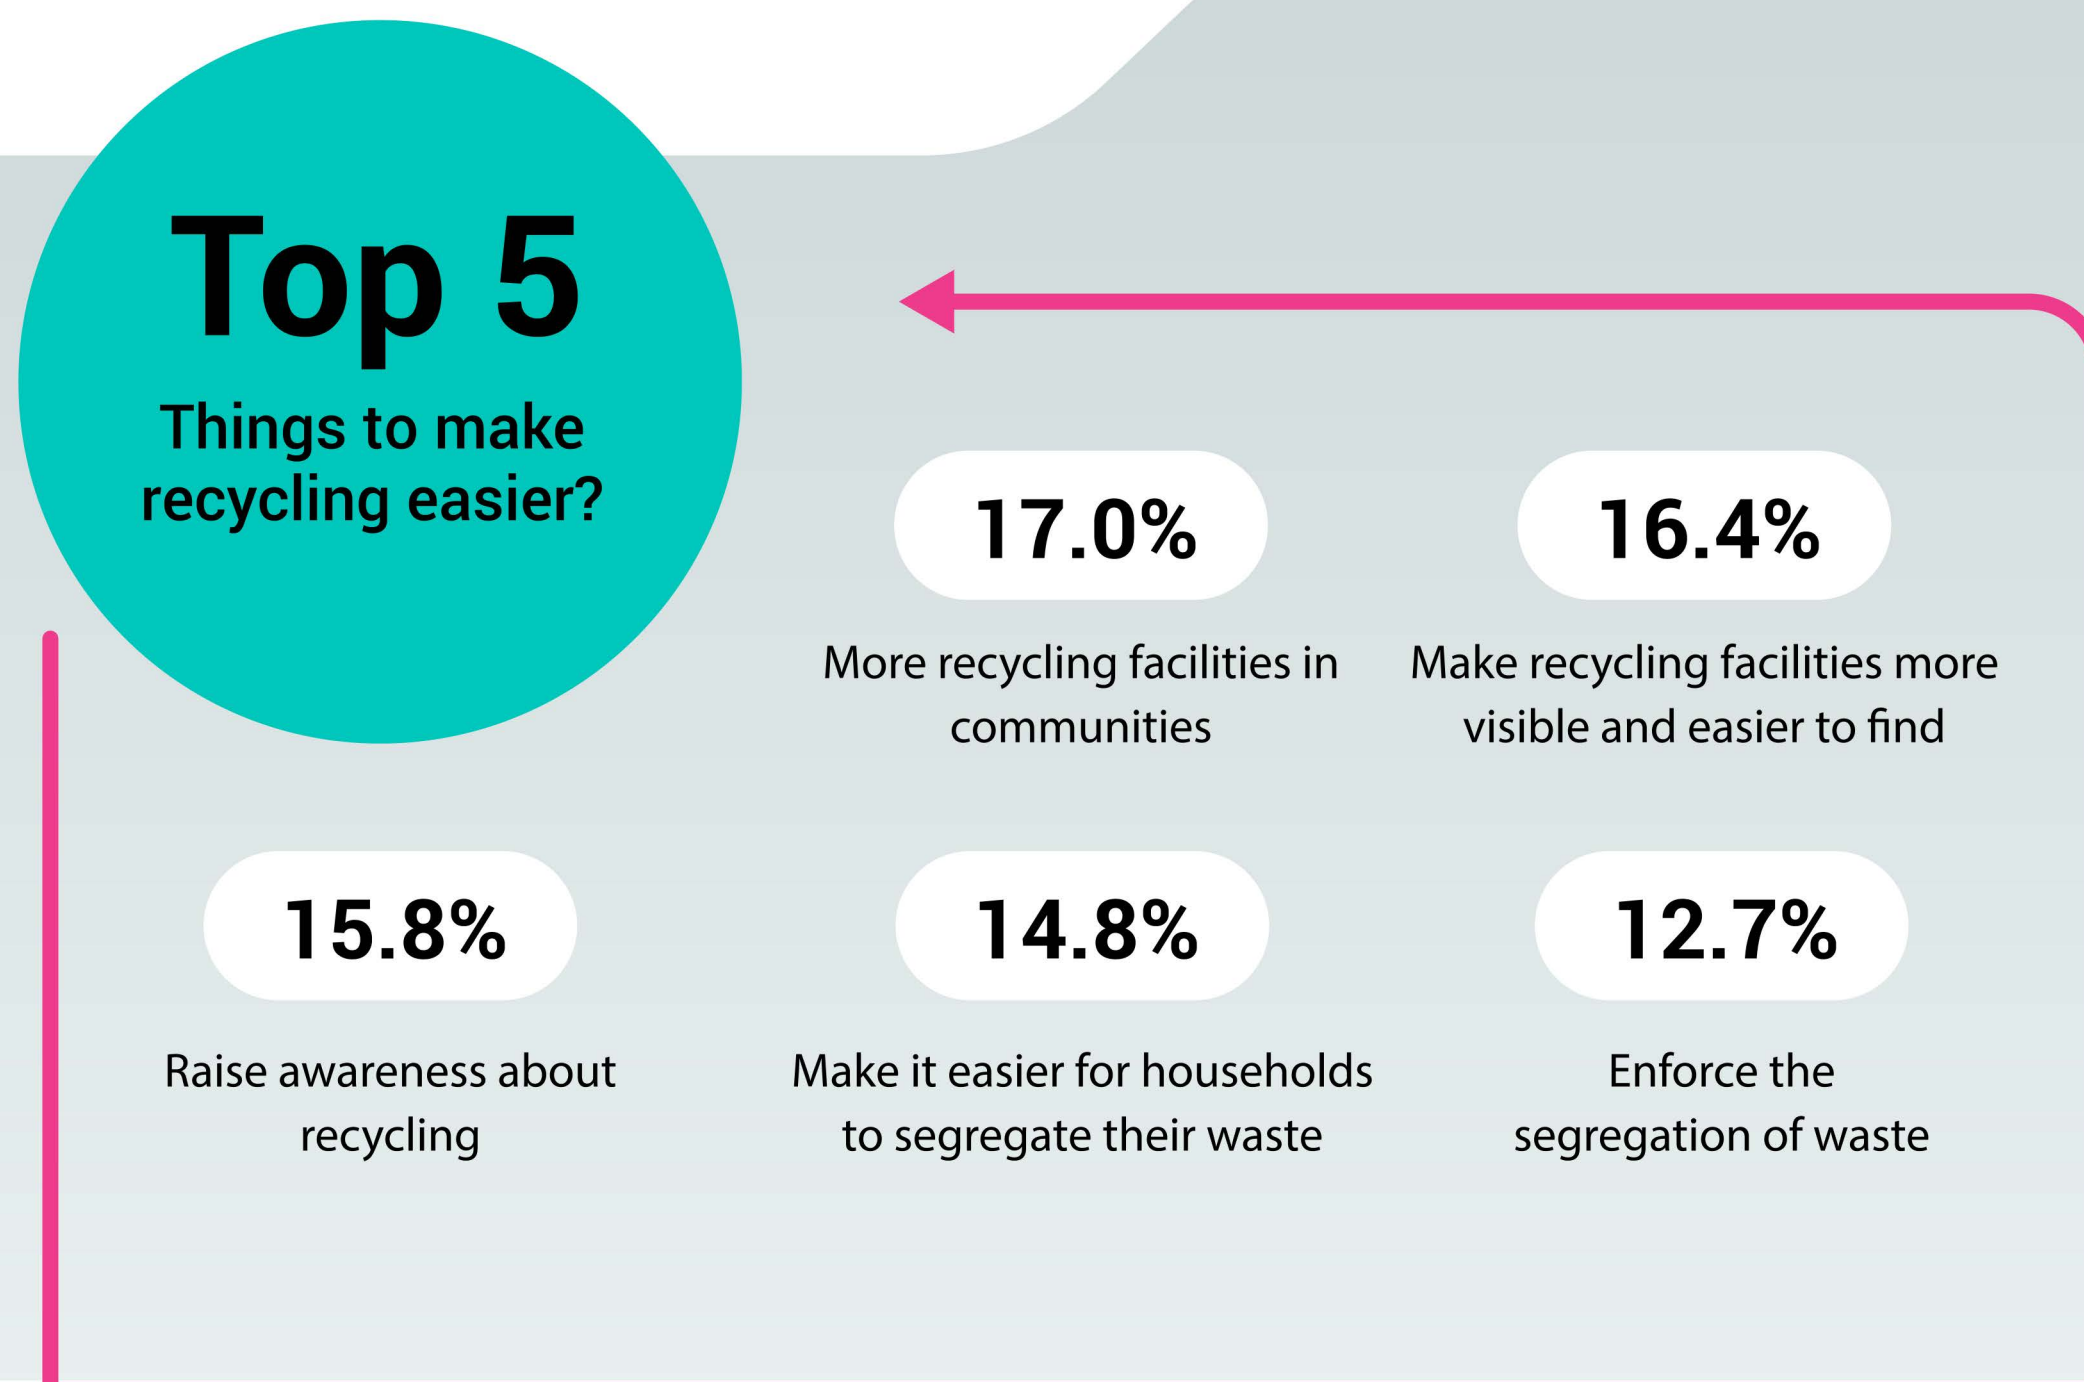 Top 5
Things to make
recycling easier?
17.0%
More recycling facilities in
communities
16.4%
Make recycling facilities more
visible and easier to find
15.8%
Raise awareness about
recycling
14.8%
Make it easier for households
to segregate their waste
12.7%
Enforce the
segregation of waste